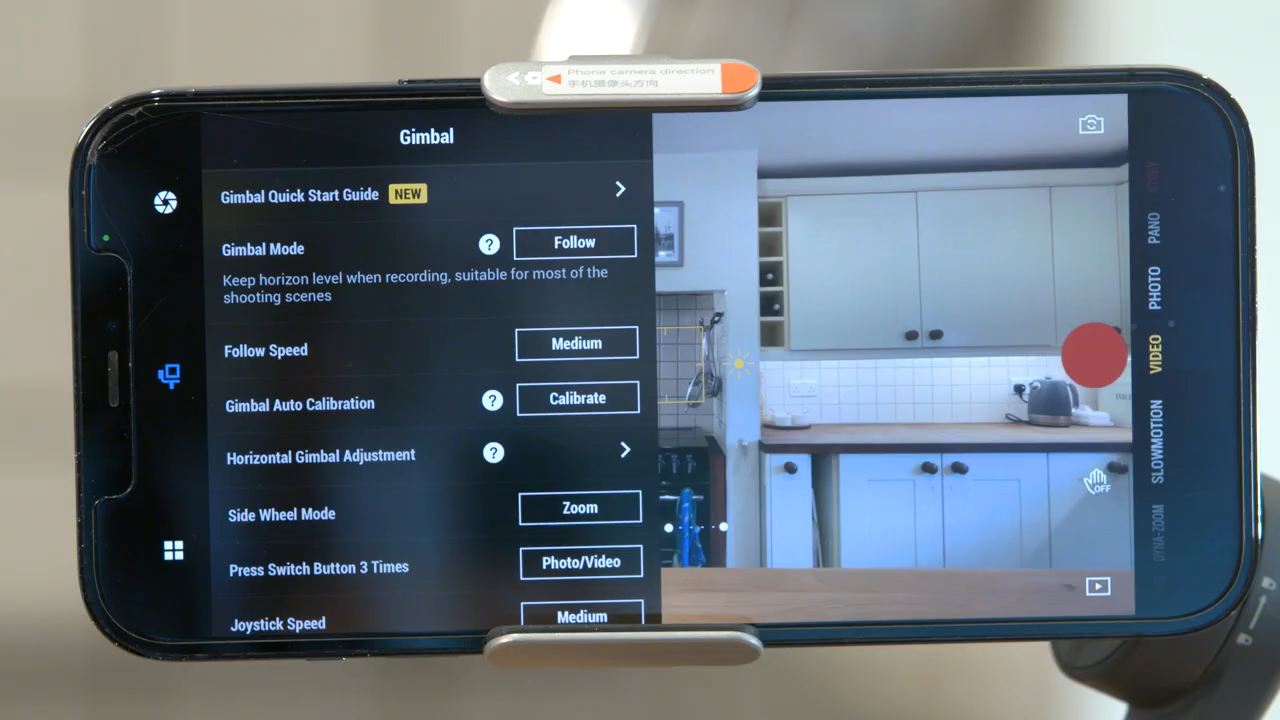 Phone camera direction
手机摄像头方向
Gimbal
Gimbal Quick Start Guide NEW
Gimbal Mode ? Follow
Keep horizon level when recording, suitable for most of the
shooting scenes
Follow Speed Medium
Gimbal Auto Calibration ? Calibrate
Horizontal Gimbal Adjustment ?
Side Wheel Mode Zoom
Press Switch Button 3 Times Photo/Video
Joystick Speed Medium
PANO
PHOTO
VIDEO
SLOWMOTION
DYNA-ZOOM
OFF